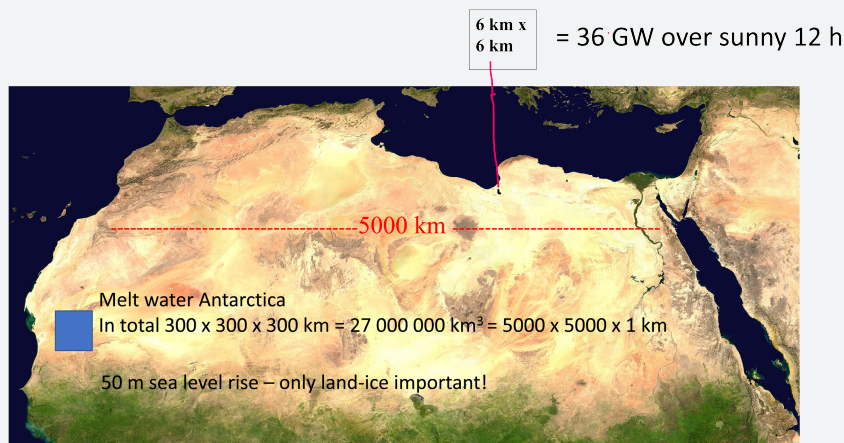 6 km x
6 km
= 36 GW over sunny 12 h
5000 km
Melt water Antarctica
In total 300 x 300 x 300 km = 27 000 000 km³ = 5000 x 5000 x 1 km
50 m sea level rise – only land-ice important!